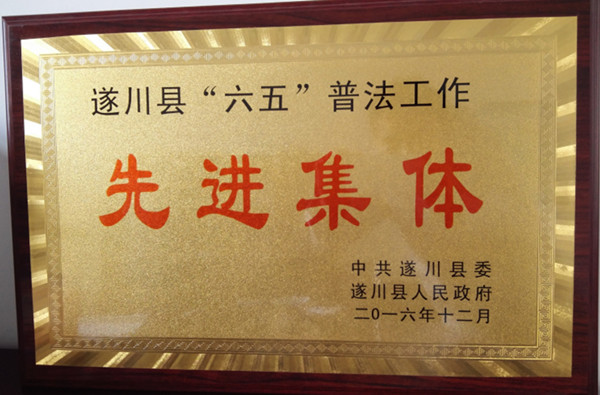 遂川县“六五”普法工作
先进集体
中共遂川县委
遂川县人民政府
二0一六年十二月